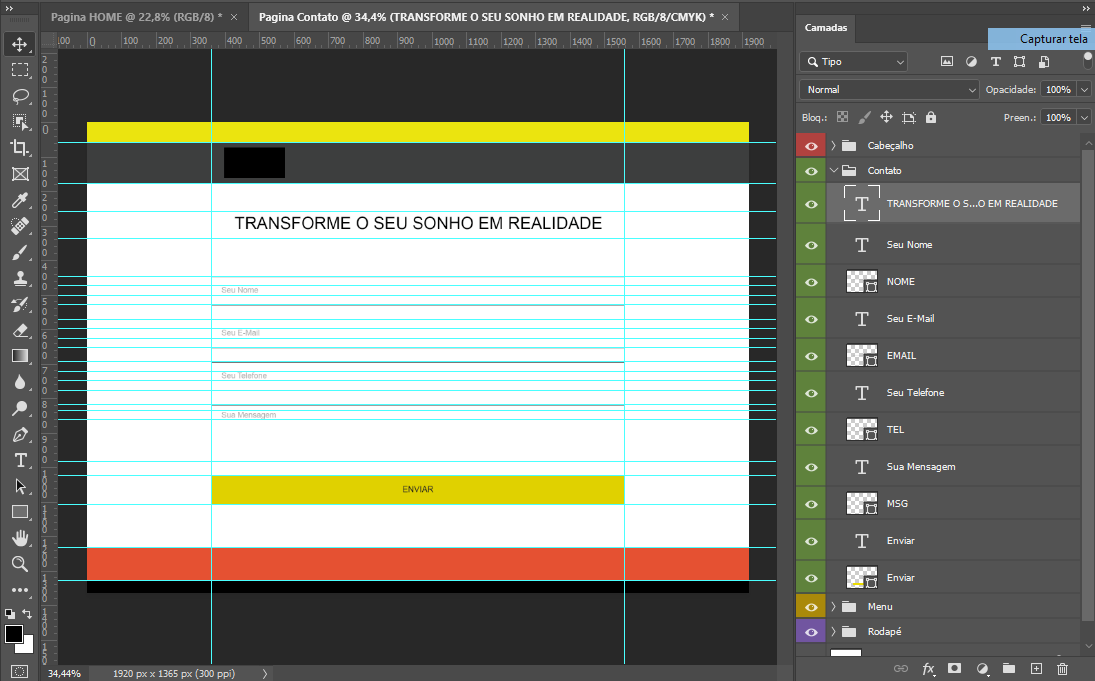 Pagina HOME @ 22,8% (RGB/8) * ×
Pagina Contato @ 34,4% (TRANSFORME O SEU SONHO EM REALIDADE, RGB/8/CMYK) * ×
100 0 100 200 300 400 500 600 700 800 900 1000 1100 1200 1300 1400 1500 1600 1700 1800 1900
TRANSFORME O SEU SONHO EM REALIDADE
Seu Nome
Seu E-Mail
Seu Telefone
Sua Mensagem
ENVIAR
34,44%
1920 px x 1365 px (300 ppi)
Camadas
Capturar tela
Tipo
Normal
Opacidade: 100%
Bloq.:
Preen.: 100%
Cabeçalho
Contato
TRANSFORME O S...O EM REALIDADE
Seu Nome
NOME
Seu E-Mail
EMAIL
Seu Telefone
TEL
Sua Mensagem
MSG
Enviar
Enviar
Menu
Rodapé
fx